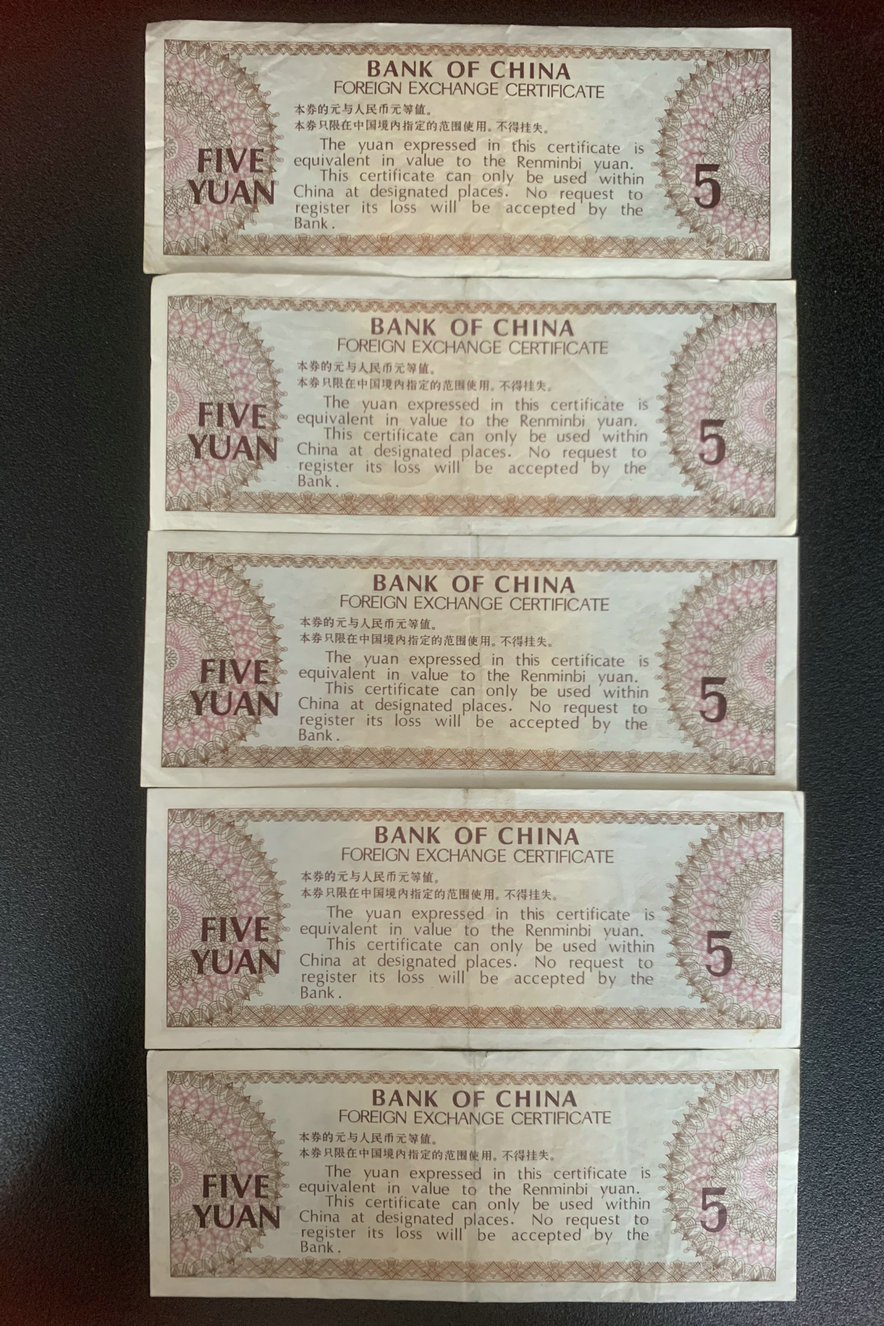 BANK OF CHINA
FOREIGN EXCHANGE CERTIFICATE
本券的元与人民币元等值。
本券只限在中国境内指定的范围使用。不得挂失。
The yuan expressed in this certificate is
equivalent in value to the Renminbi yuan.
This certificate can only be used within
China at designated places. No request to
register its loss will be accepted by the
Bank.
FIVE
YUAN
5
BANK OF CHINA
FOREIGN EXCHANGE CERTIFICATE
本券的元与人民币元等值。
本券只限在中国境内指定的范围使用。不得挂失。
The yuan expressed in this certificate is
equivalent in value to the Renminbi yuan.
This certificate can only be used within
China at designated places. No request to
register its loss will be accepted by the
Bank.
FIVE
YUAN
5
BANK OF CHINA
FOREIGN EXCHANGE CERTIFICATE
本券的元与人民币元等值。
本券只限在中国境内指定的范围使用。不得挂失。
The yuan expressed in this certificate is
equivalent in value to the Renminbi yuan.
This certificate can only be used within
China at designated places. No request to
register its loss will be accepted by the
Bank.
FIVE
YUAN
5
BANK OF CHINA
FOREIGN EXCHANGE CERTIFICATE
本券的元与人民币元等值。
本券只限在中国境内指定的范围使用。不得挂失。
The yuan expressed in this certificate is
equivalent in value to the Renminbi yuan.
This certificate can only be used within
China at designated places. No request to
register its loss will be accepted by the
Bank.
FIVE
YUAN
5
BANK OF CHINA
FOREIGN EXCHANGE CERTIFICATE
本券的元与人民币元等值。
本券只限在中国境内指定的范围使用。不得挂失。
The yuan expressed in this certificate is
equivalent in value to the Renminbi yuan.
This certificate can only be used within
China at designated places. No request to
register its loss will be accepted by the
Bank.
FIVE
YUAN
5